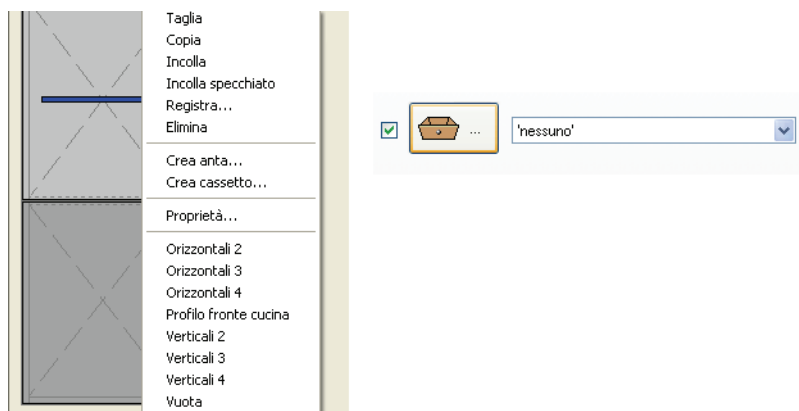 Taglia
Copia
Incolla
Incolla specchiato
Registra...
Elimina
Crea anta...
Crea cassetto...
Proprietà...
Orizzontali 2
Orizzontali 3
Orizzontali 4
Profilo fronte cucina
Verticali 2
Verticali 3
Verticali 4
Vuota
... 'nessuno'